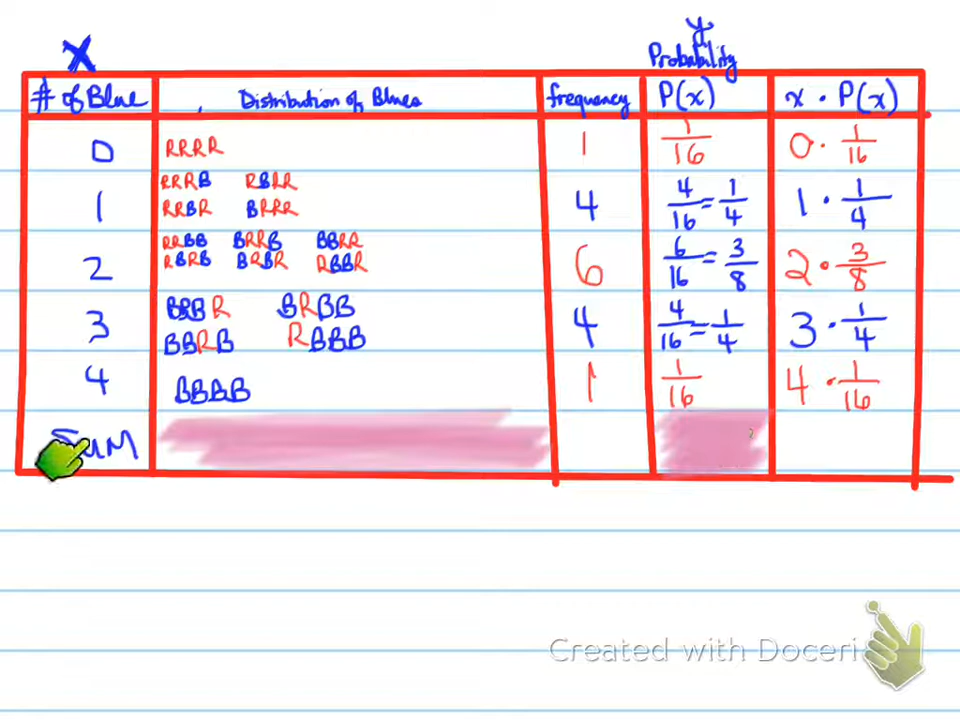 X
y
Probability
# of Blue Distribution of Blues frequency P(x) x · P(x)
0 RRRR 1 1/16 0 · 1/16
RRRB RBRR
1 4 4/16 = 1/4 1 · 1/4
RRBR BRRR
RRBB BRRB BBRR
2 6 6/16 = 3/8 2 · 3/8
RBRB BRBR RBBR
BBBR BRBB
3 4 4/16 = 1/4 3 · 1/4
BBRB RBBB
4 BBBB 1 1/16 4 · 1/16
SUM
Created with Doceri